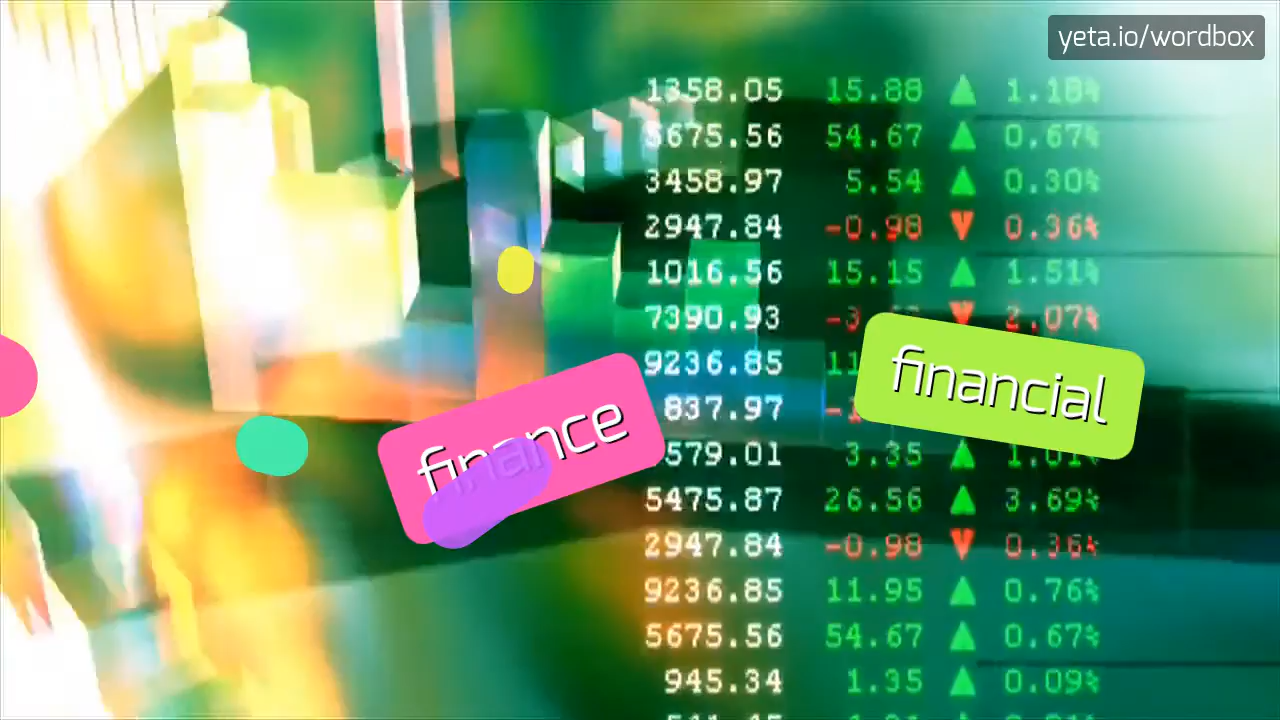 yeta.io/wordbox
1358.05 15.88 ▲ 1.18%
5675.56 54.67 ▲ 0.67%
3458.97 5.54 ▲ 0.30%
2947.84 -0.98 ▼ 0.36%
1016.56 15.15 ▲ 1.51%
7390.93 ▼ 2.07%
9236.85
837.97
financial
finance
579.01 3.35 ▲ 1.01%
5475.87 26.56 ▲ 3.69%
2947.84 -0.98 ▼ 0.36%
9236.85 11.95 ▲ 0.76%
5675.56 54.67 ▲ 0.67%
945.34 1.35 ▲ 0.09%